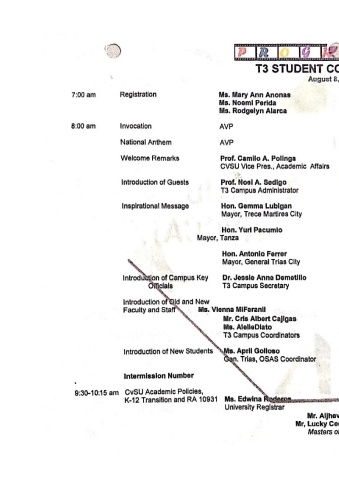 P R O G R
T3 STUDENT CO
August 8,
7:00 am Registration Ms. Mary Ann Anonas
Ms. Noemi Perida
Ms. Rodgelyn Alarca
8:00 am Invocation AVP
National Anthem AVP
Welcome Remarks Prof. Camilo A. Polinga
CVSU Vice Pres., Academic Affairs
Introduction of Guests Prof. Noel A. Sedigo
T3 Campus Administrator
Inspirational Message Hon. Gemma Lubigan
Mayor, Trece Martires City
Hon. Yuri Pacumio
Mayor, Tanza
Hon. Antonio Ferrer
Mayor, General Trias City
Introduction of Campus Key Dr. Jessie Anne Demetillo
Officials T3 Campus Secretary
Introduction of Old and New
Faculty and Staff Ms. Vienna MiFeranil
Mr. Cris Albert Cajigas
Ms. AlelieDiato
T3 Campus Coordinators
Introduction of New Students Ms. April Golloso
Gen. Trias, OSAS Coordinator
Intermission Number
9:30-10:15 am CvSU Academic Policies,
K-12 Transition and RA 10931 Ms. Edwina
University Registrar
Mr. Aljhev
Mr, Lucky Ce
Masters o